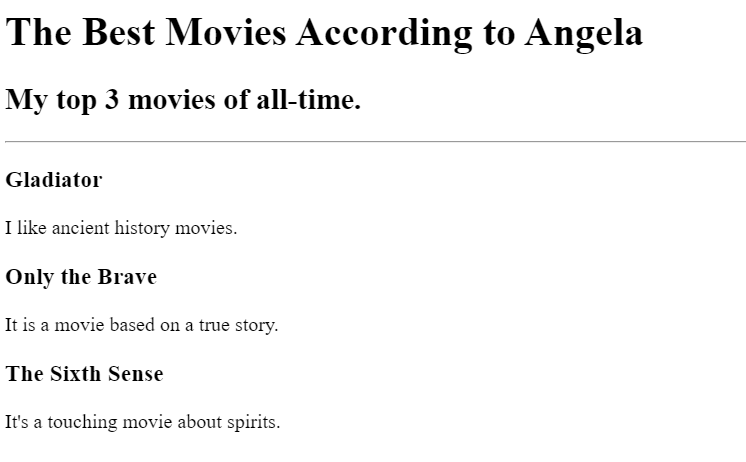 The Best Movies According to Angela
My top 3 movies of all-time.
Gladiator
I like ancient history movies.
Only the Brave
It is a movie based on a true story.
The Sixth Sense
It's a touching movie about spirits.